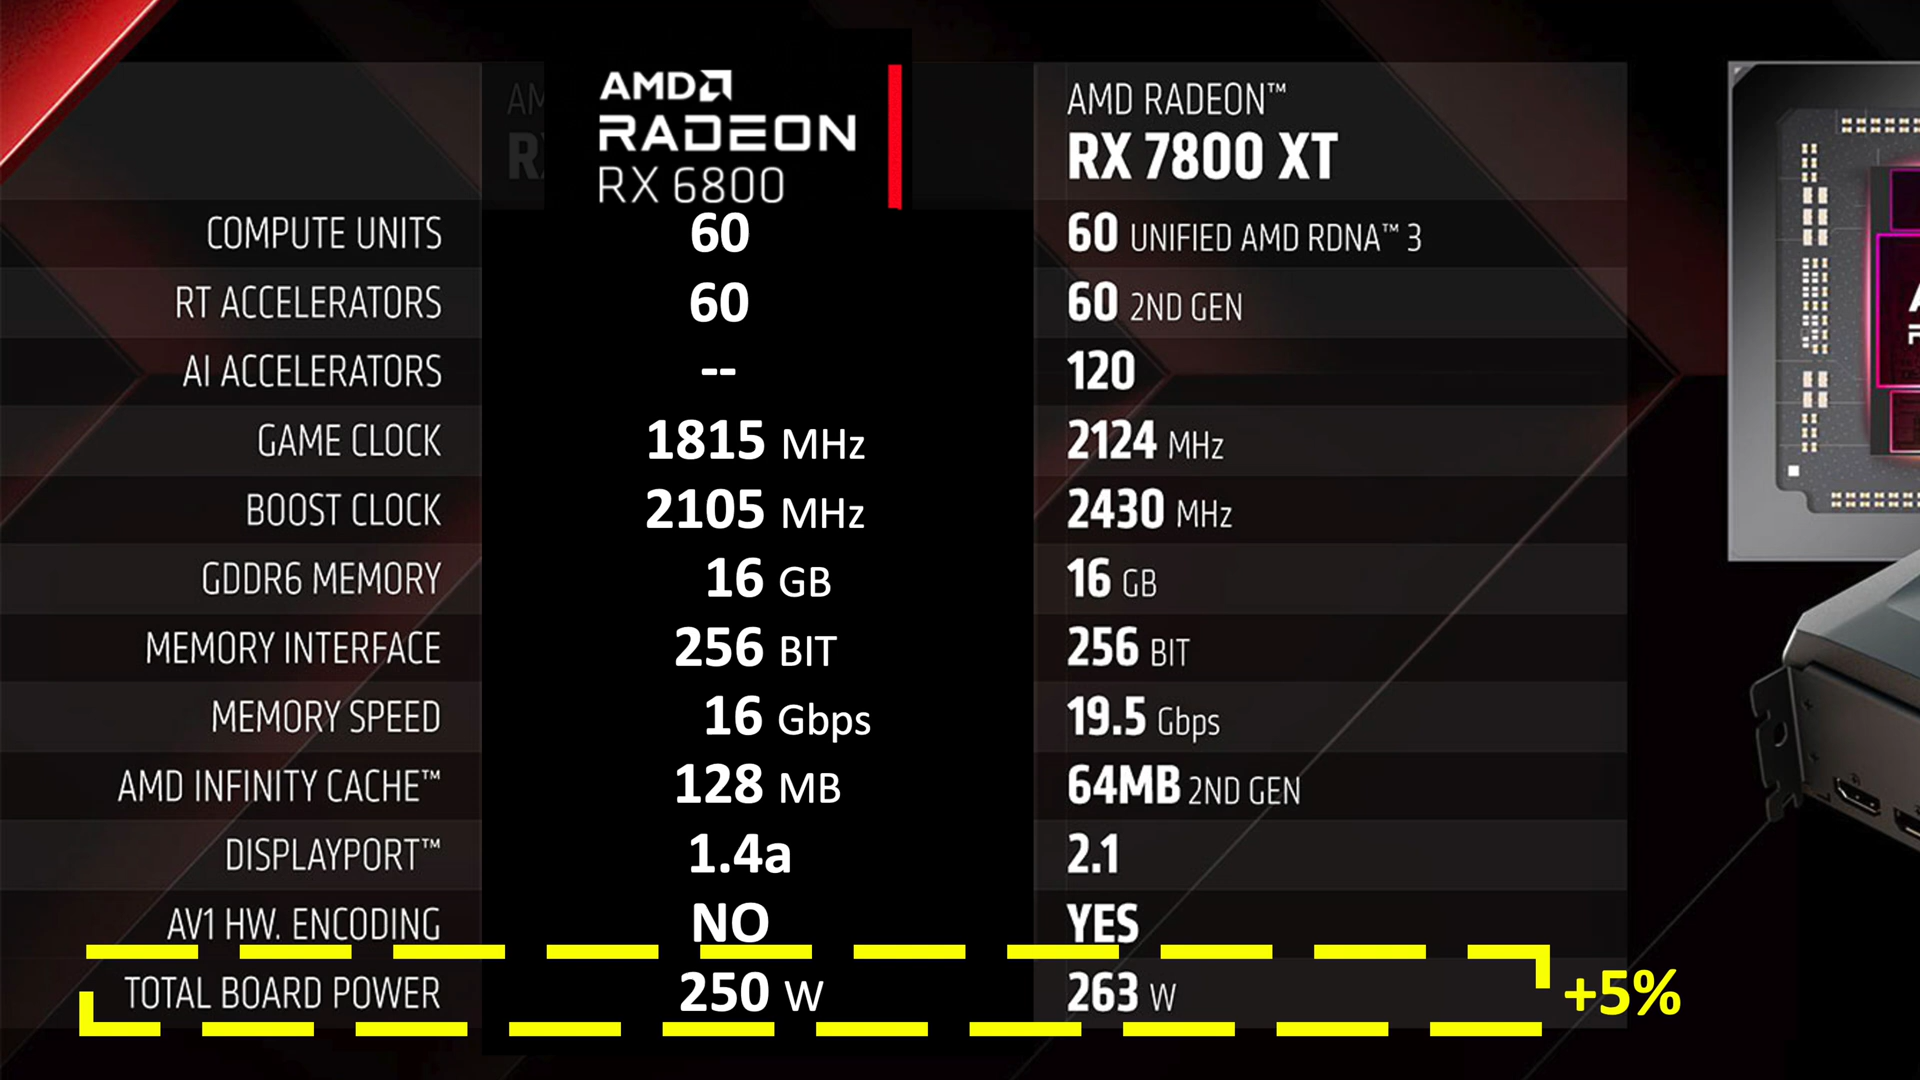 AMD
RADEON
RX 6800
AMD RADEON™
RX 7800 XT
COMPUTE UNITS 60 60 UNIFIED AMD RDNA™ 3
RT ACCELERATORS 60 60 2ND GEN
AI ACCELERATORS -- 120
GAME CLOCK 1815 MHz 2124 MHz
BOOST CLOCK 2105 MHz 2430 MHz
GDDR6 MEMORY 16 GB 16 GB
MEMORY INTERFACE 256 BIT 256 BIT
MEMORY SPEED 16 Gbps 19.5 Gbps
AMD INFINITY CACHE™ 128 MB 64MB 2ND GEN
DISPLAYPORT™ 1.4a 2.1
AV1 HW. ENCODING NO YES
TOTAL BOARD POWER 250 W 263 W +5%